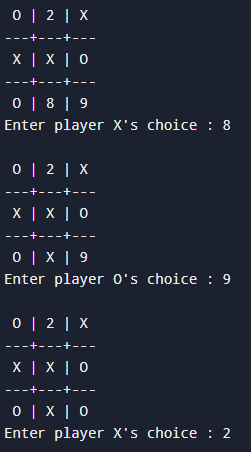 O | 2 | X
---+---+---
X | X | O
---+---+---
O | 8 | 9
Enter player X's choice : 8
O | 2 | X
---+---+---
X | X | O
---+---+---
O | X | 9
Enter player O's choice : 9
O | 2 | X
---+---+---
X | X | O
---+---+---
O | X | O
Enter player X's choice : 2